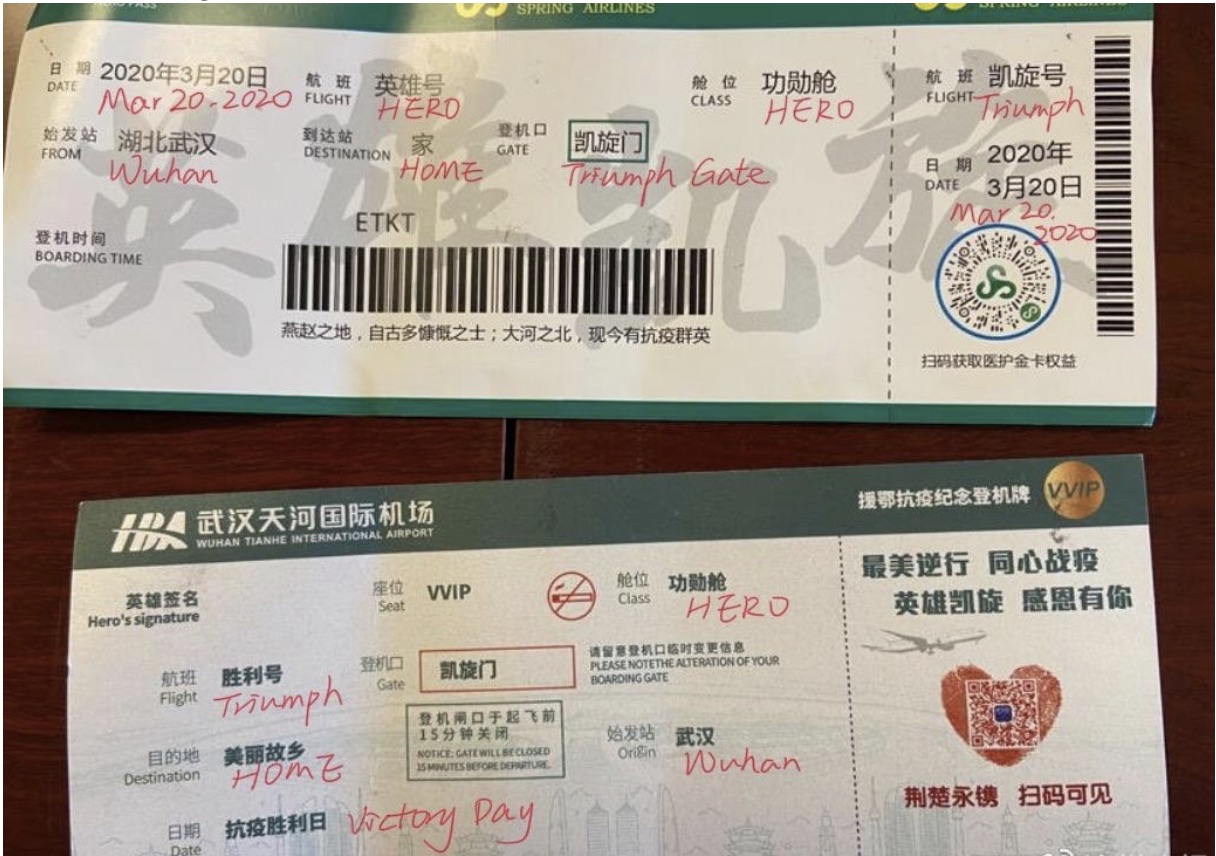 SPRING AIRLINES
SPRING AIRLINES
英雄凯旋
日期 2020年3月20日 航班 英雄号 舱位 功勋舱
DATE FLIGHT CLASS
Mar 20.2020 HERO HERO
始发站 湖北武汉 到达站 家 登机口 凯旋门
FROM DESTINATION GATE
Wuhan HOME Triumph Gate
ETKT
登机时间
BOARDING TIME
燕赵之地，自古多慷慨之士；大河之北，现今有抗疫群英
航班 凯旋号
FLIGHT Triumph
日期 2020年
DATE 3月20日
Mar 20.
2020
扫码获取医护金卡权益
HBA 武汉天河国际机场
WUHAN TIANHE INTERNATIONAL AIRPORT
援鄂抗疫纪念登机牌 VVIP
英雄签名
Hero's signature
座位 VVIP
Seat
舱位 功勋舱
Class HERO
航班 胜利号
Flight Triumph
登机口 凯旋门
Gate
请留意登机口临时变更信息
PLEASE NOTETHE ALTERATION OF YOUR
BOARDING GATE
登机闸口于起飞前
15分钟关闭
NOTICE: GATE WILL BE CLOSED
15 MINUTES BEFORE DEPARTURE.
目的地 美丽故乡
Destination HOME
始发站 武汉
Origin Wuhan
日期 抗疫胜利日 Victory Day
Date
最美逆行 同心战疫
英雄凯旋 感恩有你
荆楚永镌 扫码可见